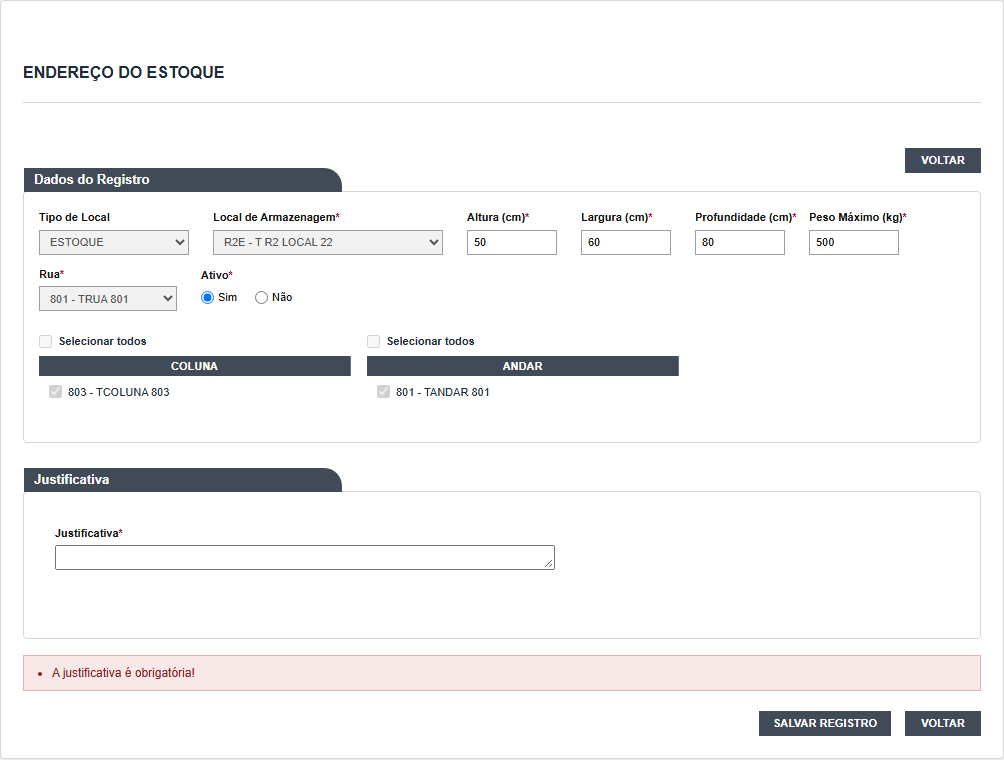 ENDEREÇO DO ESTOQUE
VOLTAR
Dados do Registro
Tipo de Local
Local de Armazenagem*
Altura (cm)*
Largura (cm)*
Profundidade (cm)*
Peso Máximo (kg)*
ESTOQUE
R2E - T R2 LOCAL 22
50
60
80
500
Rua*
Ativo*
801 - TRUA 801
Sim
Não
Selecionar todos
Selecionar todos
COLUNA
ANDAR
803 - TCOLUNA 803
801 - TANDAR 801
Justificativa
Justificativa*
A justificativa é obrigatória!
SALVAR REGISTRO
VOLTAR